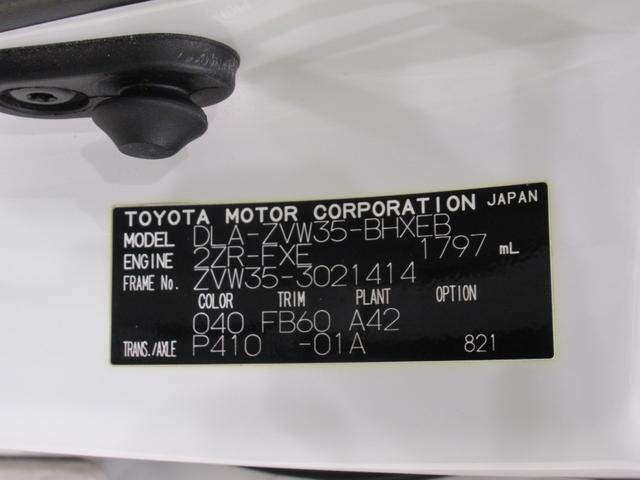 TOYOTA MOTOR CORPORATION JAPAN
MODEL DLA-ZVW35-BHXEB
ENGINE 2ZR-FXE 1797 mL
FRAME No. ZVW35-3021414
COLOR TRIM PLANT OPTION
040 FB60 A42
TRANS./AXLE P410 -01A 821